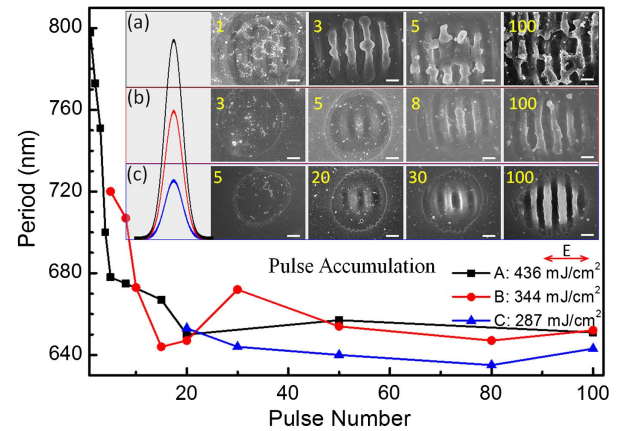 800
760
720
680
640
Period (nm)
(a)
1
3
5
100
(b)
3
5
8
100
(c)
5
20
30
100
E
Pulse Accumulation
A: 436 mJ/cm²
B: 344 mJ/cm²
C: 287 mJ/cm²
20
40
60
80
100
Pulse Number